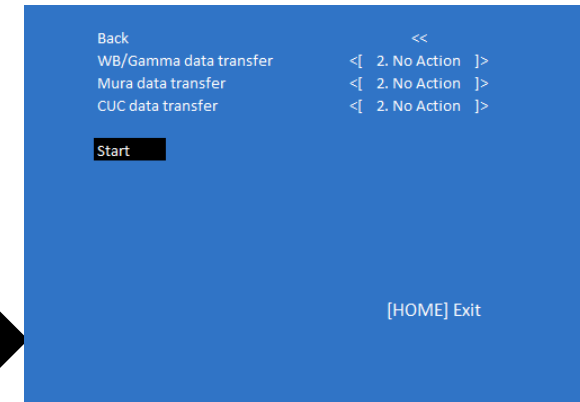 Back <<
WB/Gamma data transfer <[ 2. No Action ]>
Mura data transfer <[ 2. No Action ]>
CUC data transfer <[ 2. No Action ]>
Start
[HOME] Exit